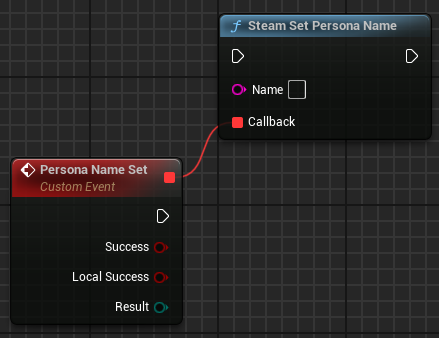 Steam Set Persona Name
Name
Callback
Persona Name Set
Custom Event
Success
Local Success
Result